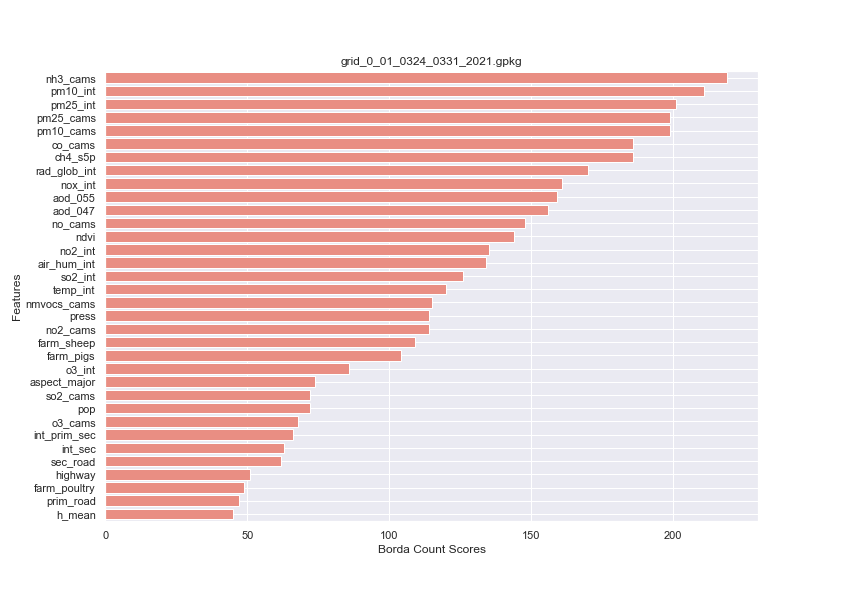 grid_0_01_0324_0331_2021.gpkg
nh3_cams
pm10_int
pm25_int
pm25_cams
pm10_cams
co_cams
ch4_s5p
rad_glob_int
nox_int
aod_055
aod_047
no_cams
ndvi
no2_int
air_hum_int
so2_int
temp_int
nmvocs_cams
press
no2_cams
farm_sheep
farm_pigs
o3_int
aspect_major
so2_cams
pop
o3_cams
int_prim_sec
int_sec
sec_road
highway
farm_poultry
prim_road
h_mean
Features
0 50 100 150 200
Borda Count Scores